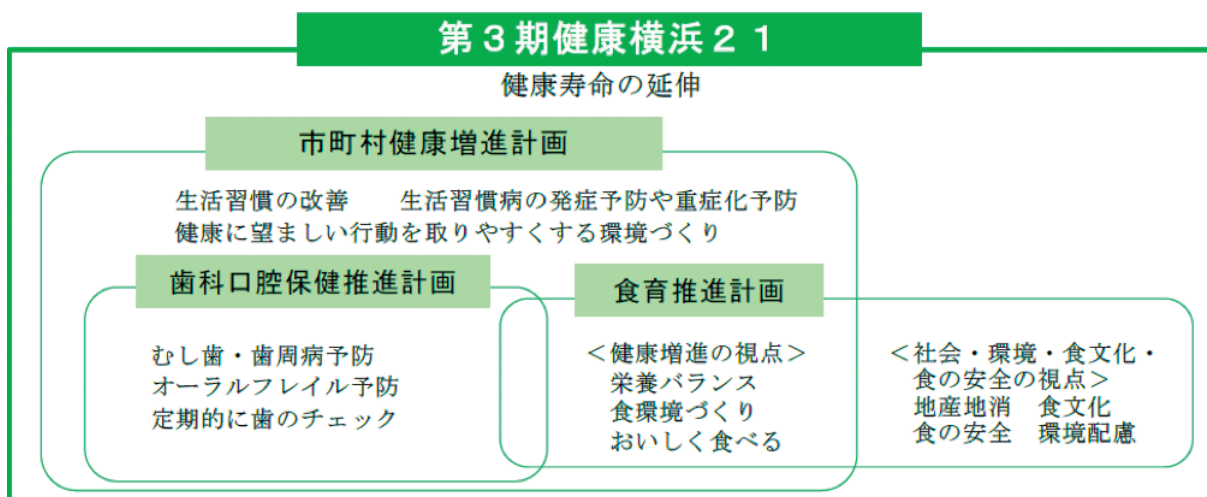 第3期健康横浜21
健康寿命の延伸
市町村健康増進計画
生活習慣の改善　生活習慣病の発症予防や重症化予防
健康に望ましい行動を取りやすくする環境づくり
歯科口腔保健推進計画
むし歯・歯周病予防
オーラルフレイル予防
定期的に歯のチェック
食育推進計画
<健康増進の視点>
栄養バランス
食環境づくり
おいしく食べる
<社会・環境・食文化・
食の安全の視点>
地産地消　食文化
食の安全　環境配慮